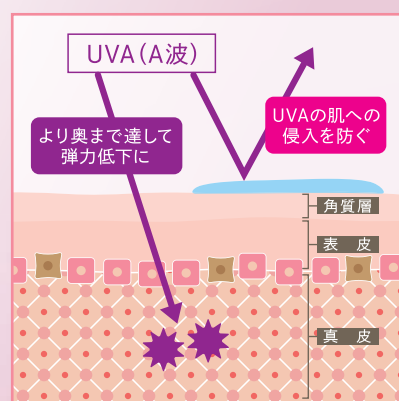 UVA(A波)
より奥まで達して
弾力低下に
UVAの肌への
侵入を防ぐ
角質層
表 皮
真 皮